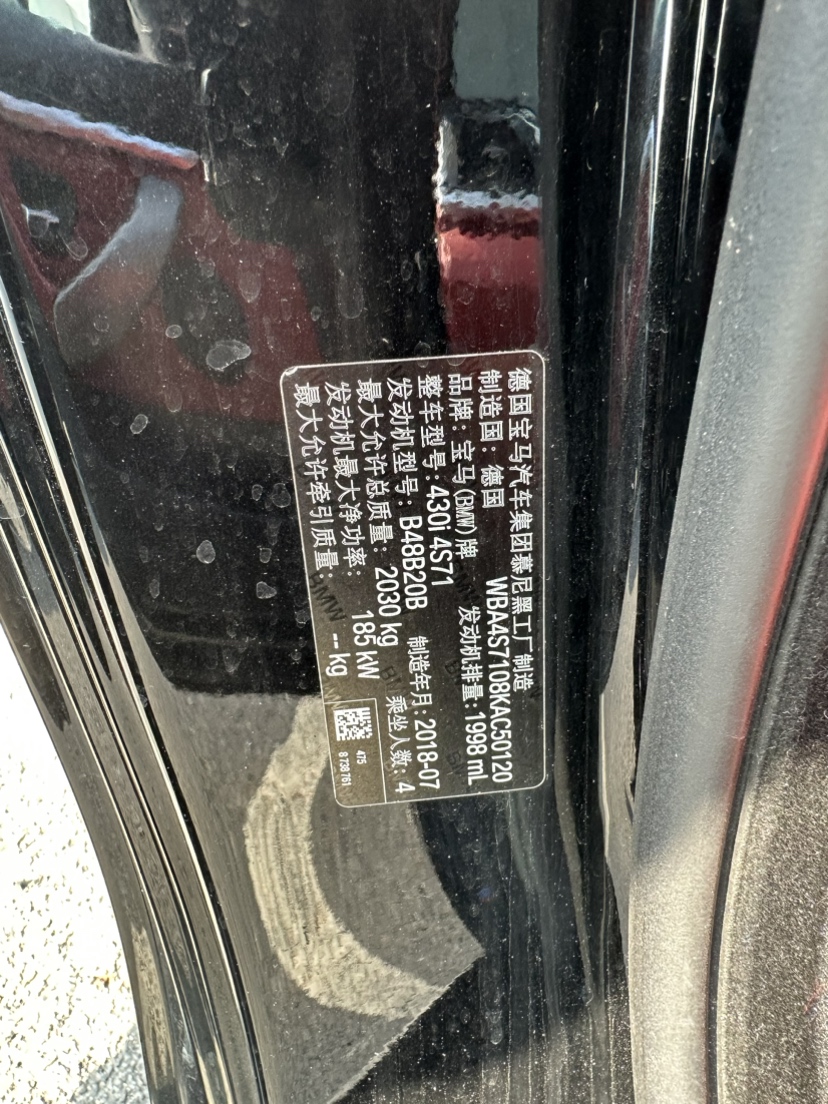 德国宝马汽车集团慕尼黑工厂制造
制造国：德国 WBA4S7108KAC50120
品牌：宝马(BMW)牌 发动机排量：1998 mL
整车型号：430i 4S71
发动机型号：B48B20B 制造年月：2018-07
最大允许总质量：2030 kg 乘坐人数：4
发动机最大净功率：185 kW
最大允许牵引质量：-- kg
475
8 738 761